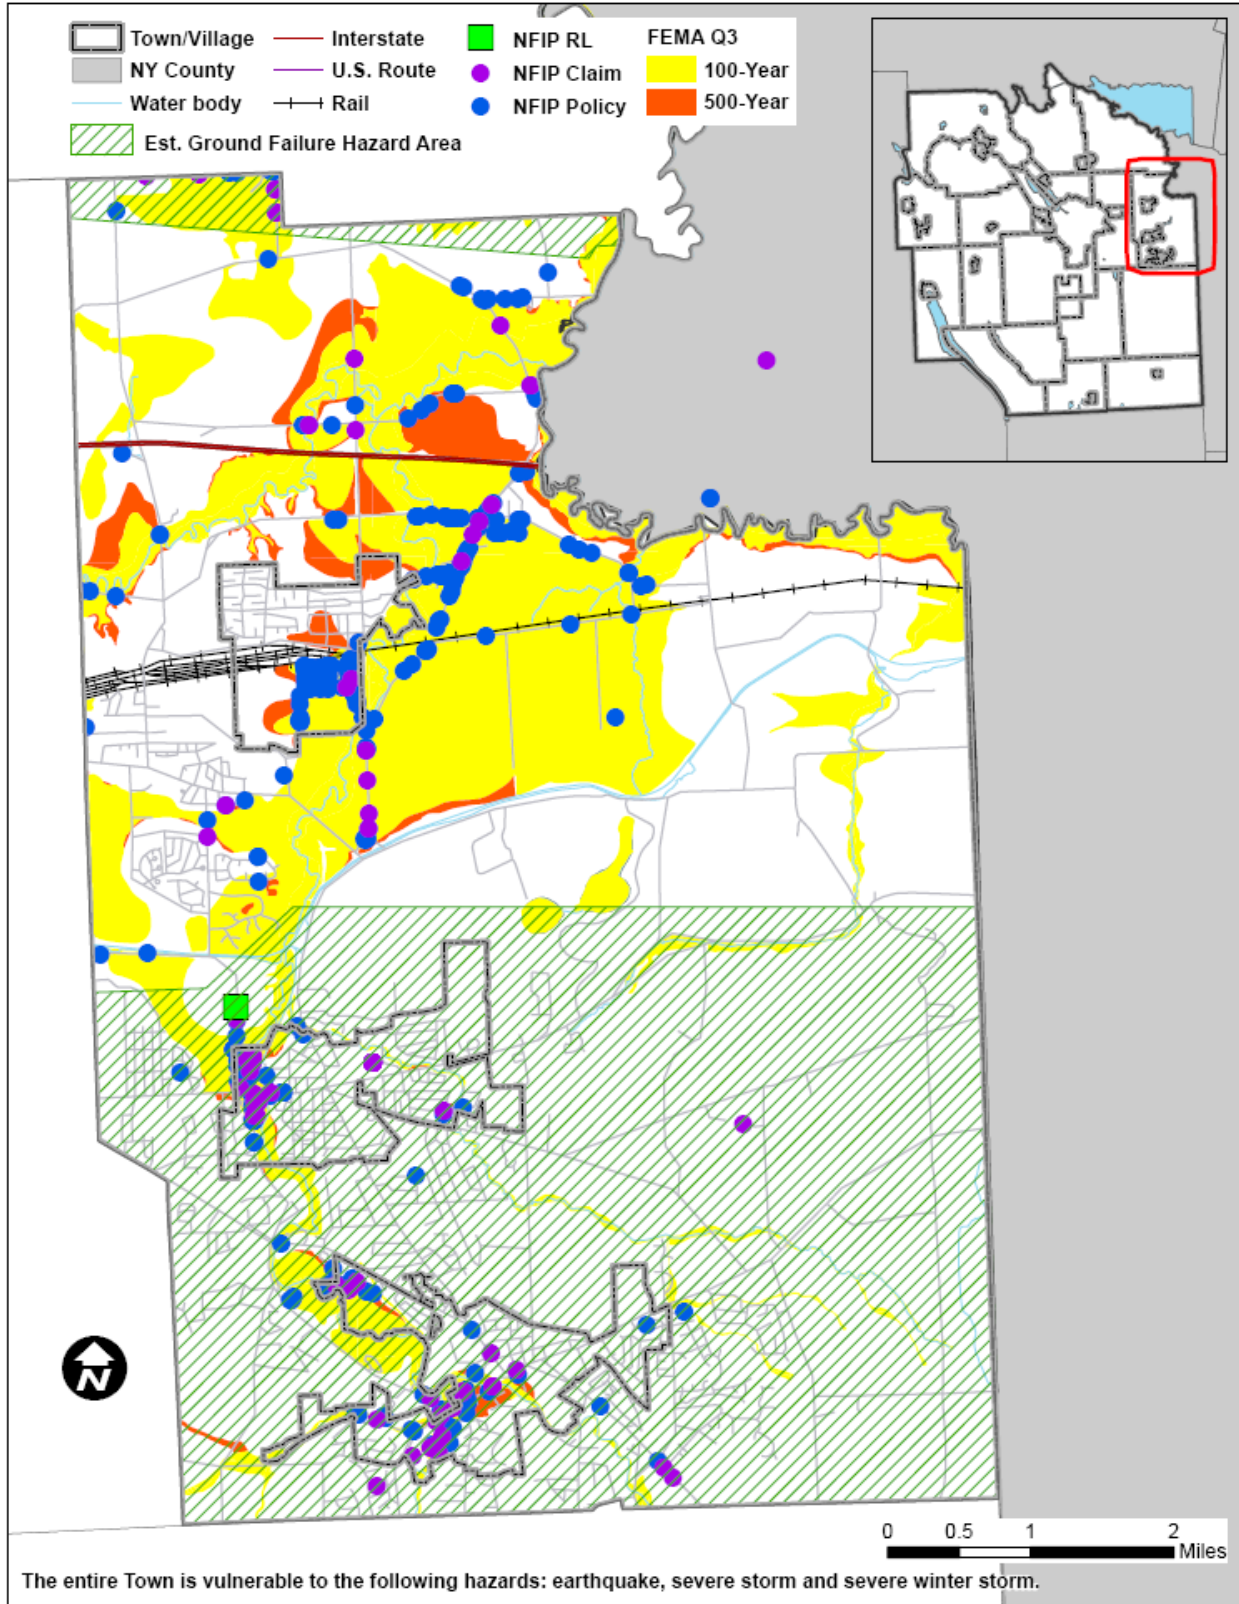 Town/Village Interstate NFIP RL FEMA Q3
NY County U.S. Route NFIP Claim 100-Year
Water body Rail NFIP Policy 500-Year
Est. Ground Failure Hazard Area
N
0 0.5 1 2
Miles
The entire Town is vulnerable to the following hazards: earthquake, severe storm and severe winter storm.